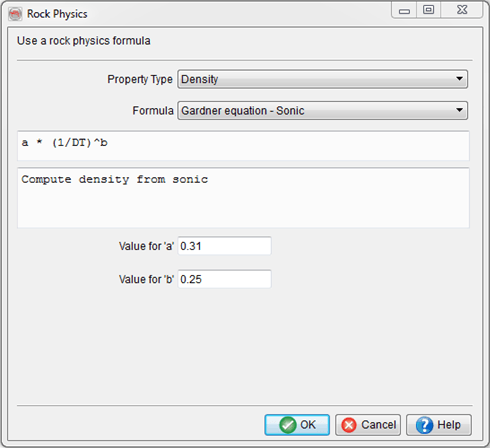 Rock Physics
Use a rock physics formula
Property Type Density
Formula Gardner equation - Sonic
a * (1/DT)^b
Compute density from sonic
Value for 'a' 0.31
Value for 'b' 0.25
OK Cancel Help